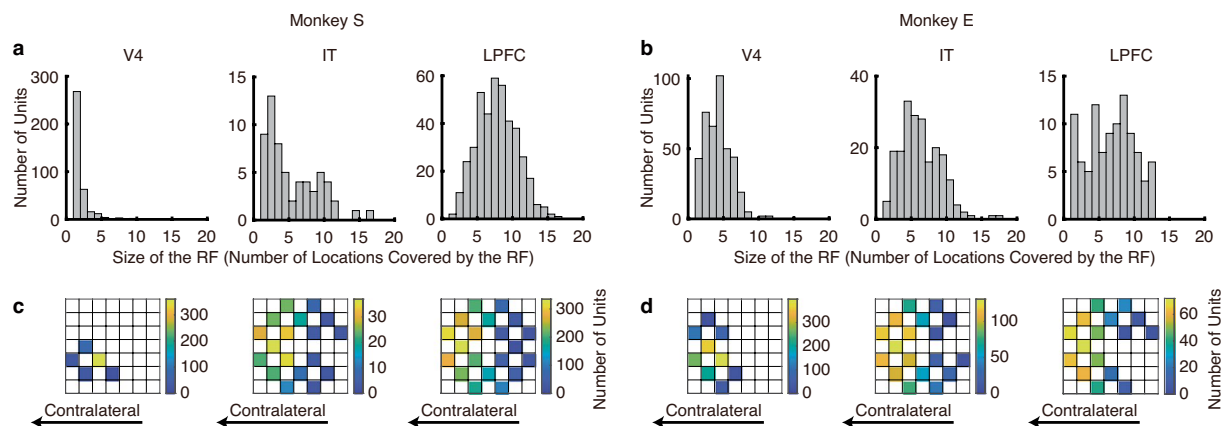 Monkey S
Monkey E
a
V4
IT
LPFC
b
V4
IT
LPFC
Number of Units
300
200
100
0
0 5 10 15 20
15
10
5
0
0 5 10 15 20
60
40
20
0
0 5 10 15 20
Size of the RF (Number of Locations Covered by the RF)
Number of Units
100
50
0
0 5 10 15 20
40
20
0
0 5 10 15 20
15
10
5
0
0 5 10 15 20
Size of the RF (Number of Locations Covered by the RF)
c
300
200
100
0
30
20
10
0
300
200
100
0
Number of Units
Contralateral
Contralateral
Contralateral
d
300
200
100
0
100
50
0
60
40
20
0
Number of Units
Contralateral
Contralateral
Contralateral